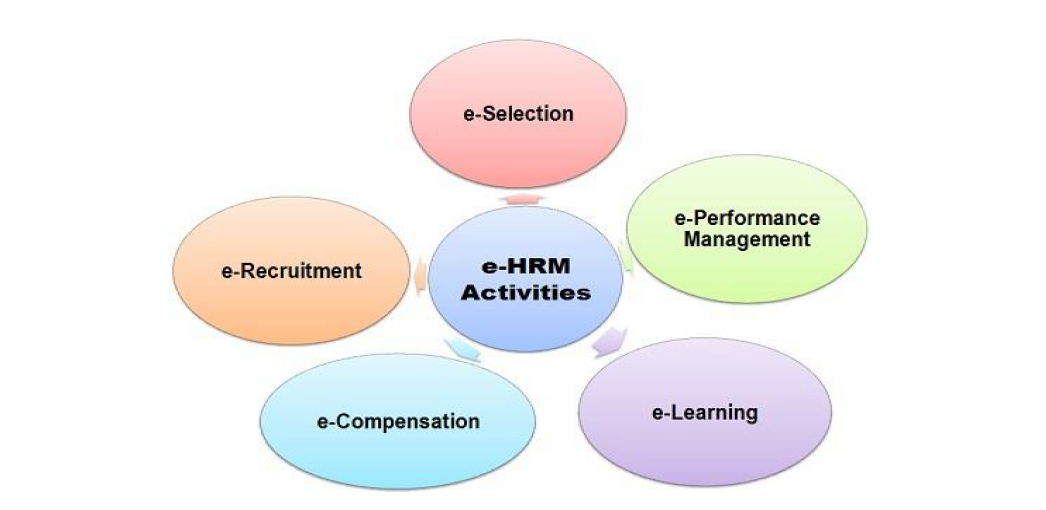 e-Selection
e-Performance
Management
e-Recruitment
e-HRM
Activities
e-Compensation
e-Learning